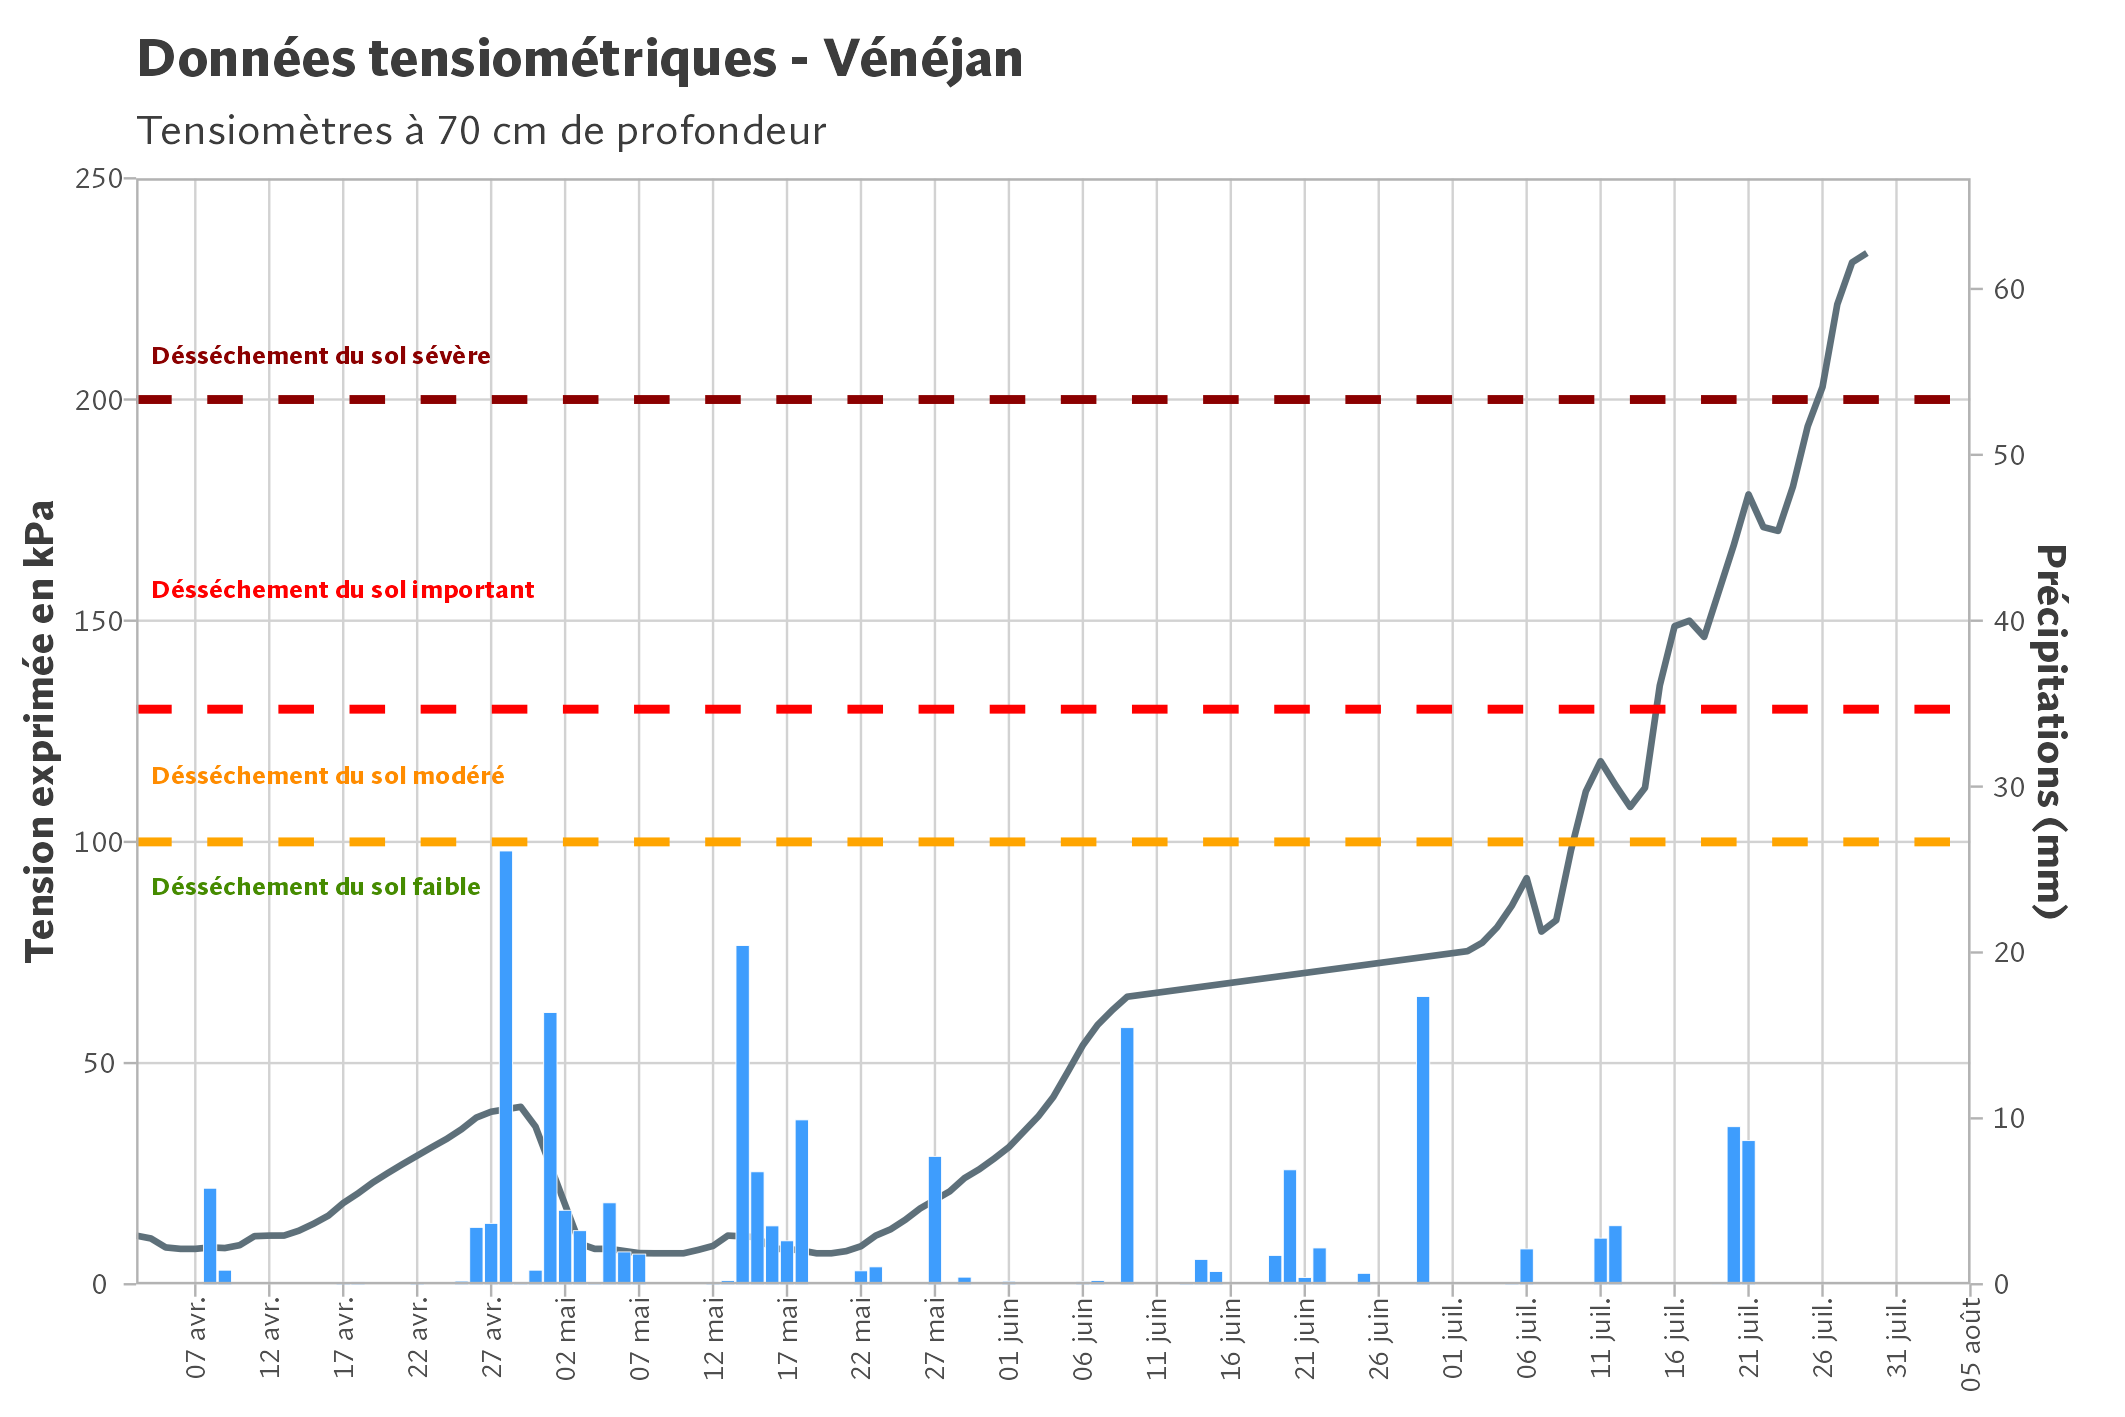 Données tensiométriques - Vénéjan
Tensiomètres à 70 cm de profondeur
Tension exprimée en kPa
250
200
150
100
50
0
Désséchement du sol sévère
Désséchement du sol important
Désséchement du sol modéré
Désséchement du sol faible
60
50
40
30
20
10
0
Précipitations (mm)
07 avr.
12 avr.
17 avr.
22 avr.
27 avr.
02 mai
07 mai
12 mai
17 mai
22 mai
27 mai
01 juin
06 juin
11 juin
16 juin
21 juin
26 juin
01 juil.
06 juil.
11 juil.
16 juil.
21 juil.
26 juil.
31 juil.
05 août